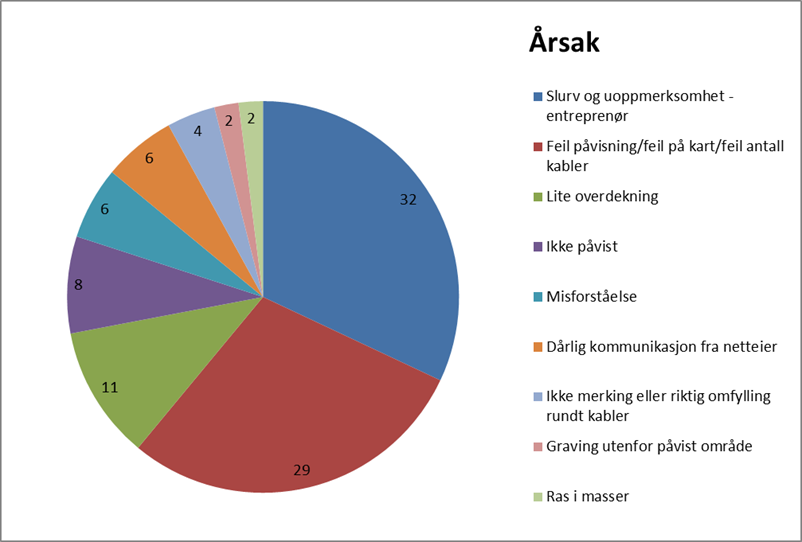 Årsak
Slurv og uoppmerksomhet -
entreprenør
Feil påvisning/feil på kart/feil antall
kabler
Lite overdekning
Ikke påvist
Misforståelse
Dårlig kommunikasjon fra netteier
Ikke merking eller riktig omfylling
rundt kabler
Graving utenfor påvist område
Ras i masser
32
29
11
8
6
6
4
2
2